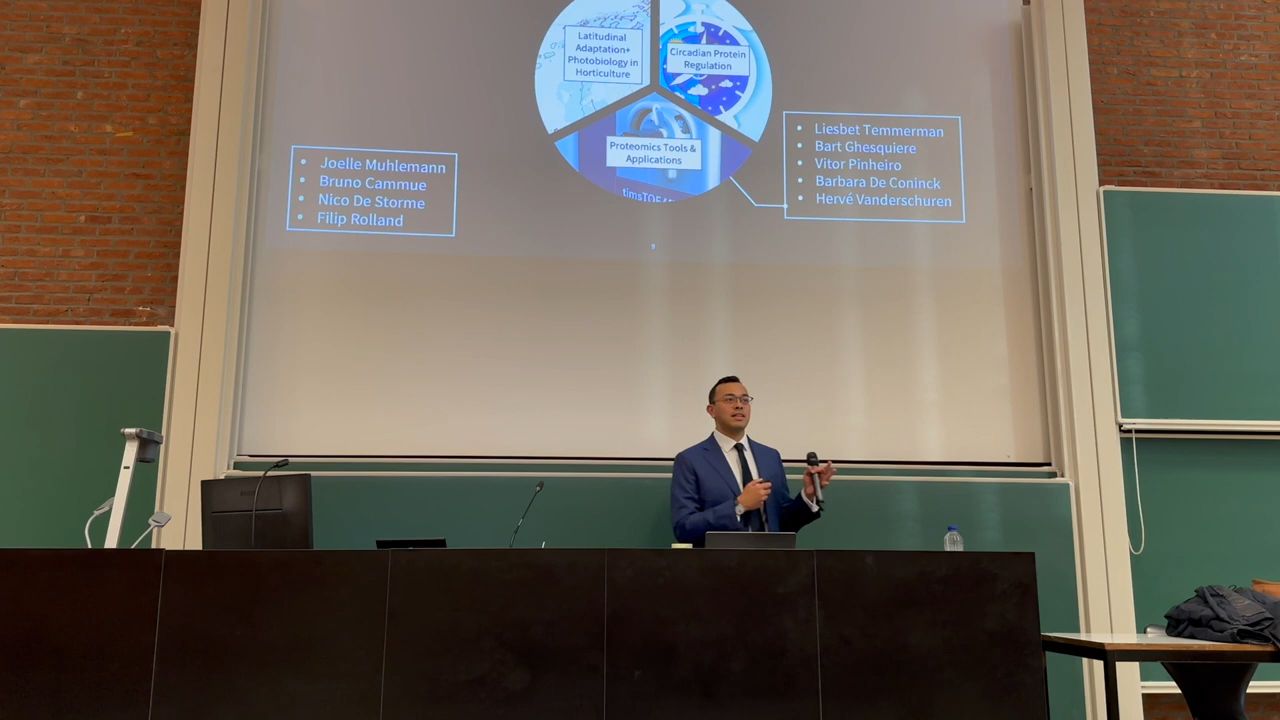 Latitudinal
Adaptation+
Photobiology in
Horticulture
Circadian Protein
Regulation
Proteomics Tools &
Applications
• Joelle Muhlemann
• Bruno Cammue
• Nico De Storme
• Filip Rolland
• Liesbet Temmerman
• Bart Ghesquiere
• Vitor Pinheiro
• Barbara De Coninck
• Hervé Vanderschuren